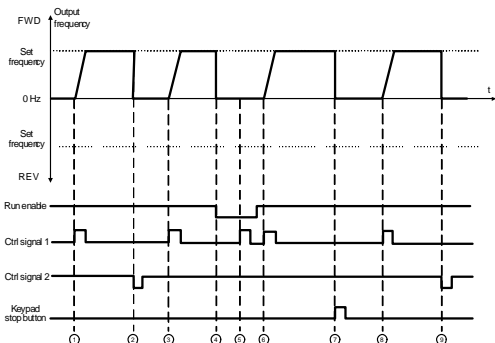 FWD
Output
frequency
Set
frequency
0 Hz
t
Set
frequency
REV
Run enable
Ctrl signal 1
Ctrl signal 2
Keypad
stop button
1 2 3 4 5 6 7 8 9